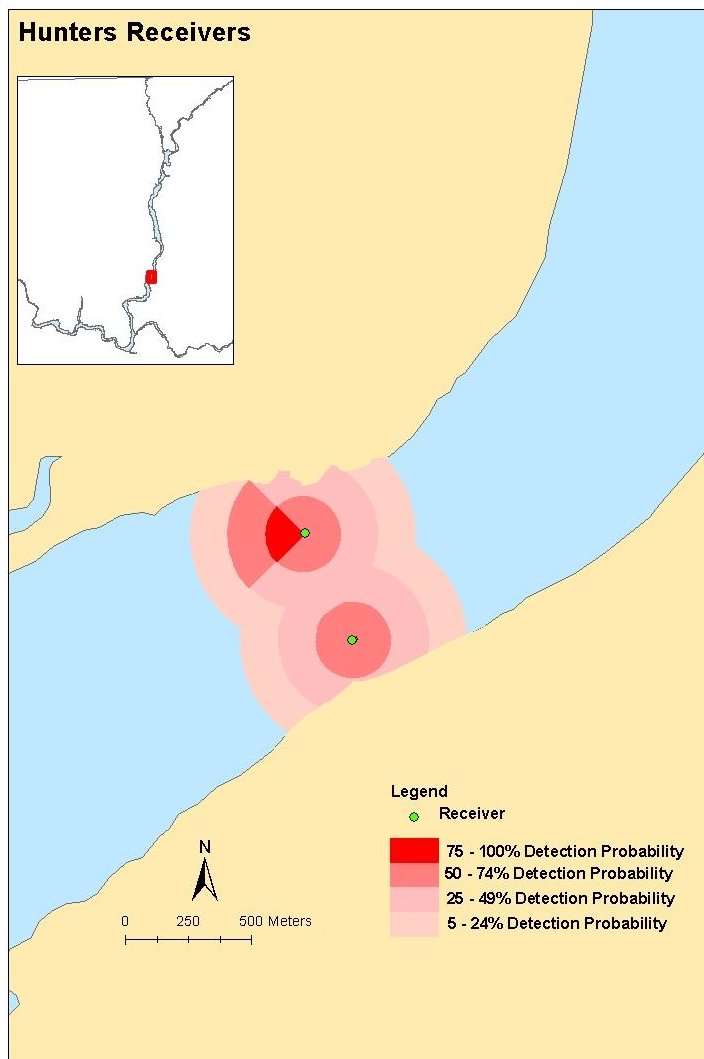 Hunters Receivers
Legend
Receiver
75 - 100% Detection Probability
50 - 74% Detection Probability
25 - 49% Detection Probability
5 - 24% Detection Probability
N
0 250 500 Meters